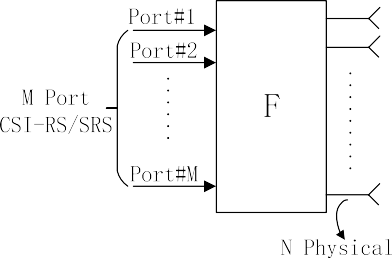 Port#1
Port#2
M Port
CSI-RS/SRS
F
Port#M
N Physical